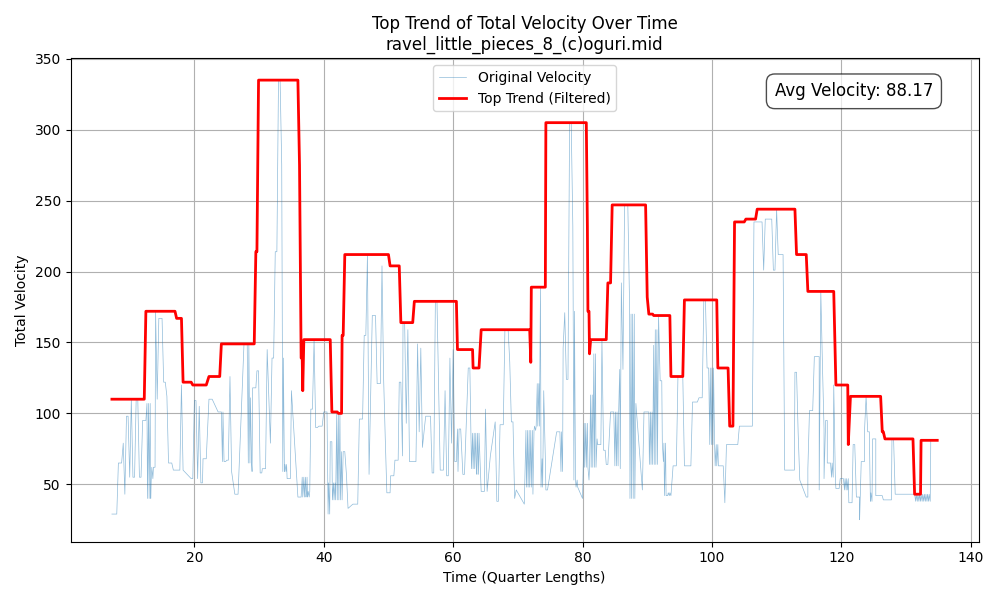 Top Trend of Total Velocity Over Time
ravel_little_pieces_8_(c)oguri.mid
Original Velocity
Top Trend (Filtered)
Avg Velocity: 88.17
Total Velocity
350
300
250
200
150
100
50
20 40 60 80 100 120 140
Time (Quarter Lengths)